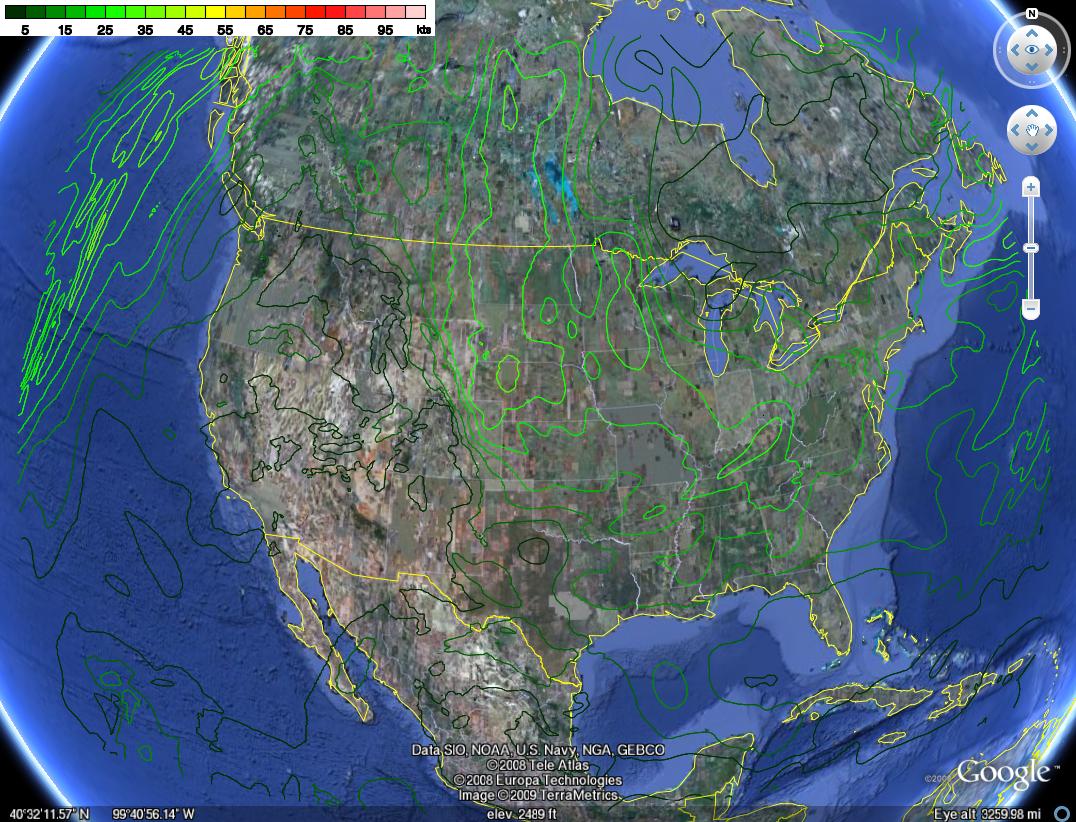 5 15 25 35 45 55 65 75 85 95 kts
N
Data SIO, NOAA, U.S. Navy, NGA, GEBCO
©2008 Tele Atlas
©2008 Europa Technologies
Image ©2009 TerraMetrics
©2009 Google™
40°32'11.57" N 99°40'56.14" W elev 2489 ft Eye alt 3259.98 mi